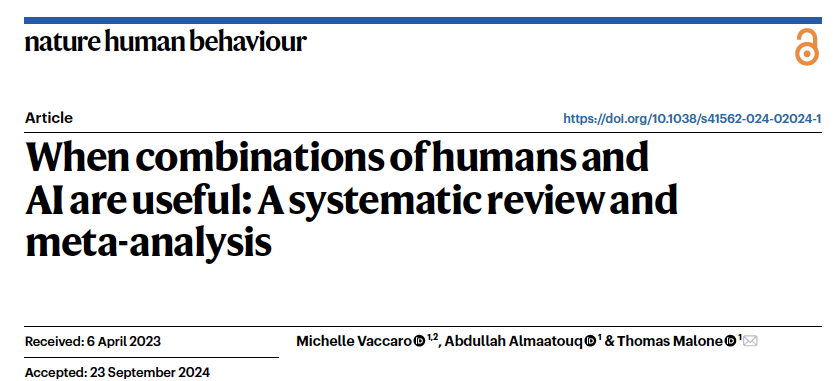 nature human behaviour
Article
https://doi.org/10.1038/s41562-024-02024-1
When combinations of humans and
AI are useful: A systematic review and
meta-analysis
Received: 6 April 2023
Michelle Vaccaro 1,2, Abdullah Almaatouq 1 & Thomas Malone 1
Accepted: 23 September 2024